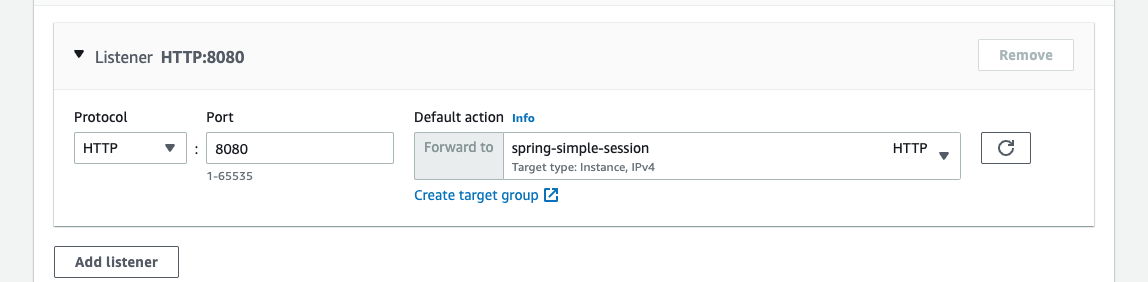 Listener HTTP:8080
Remove
Protocol
Port
Default action Info
HTTP
:
8080
Forward to
spring-simple-session
HTTP
Target type: Instance, IPv4
1-65535
Create target group
Add listener